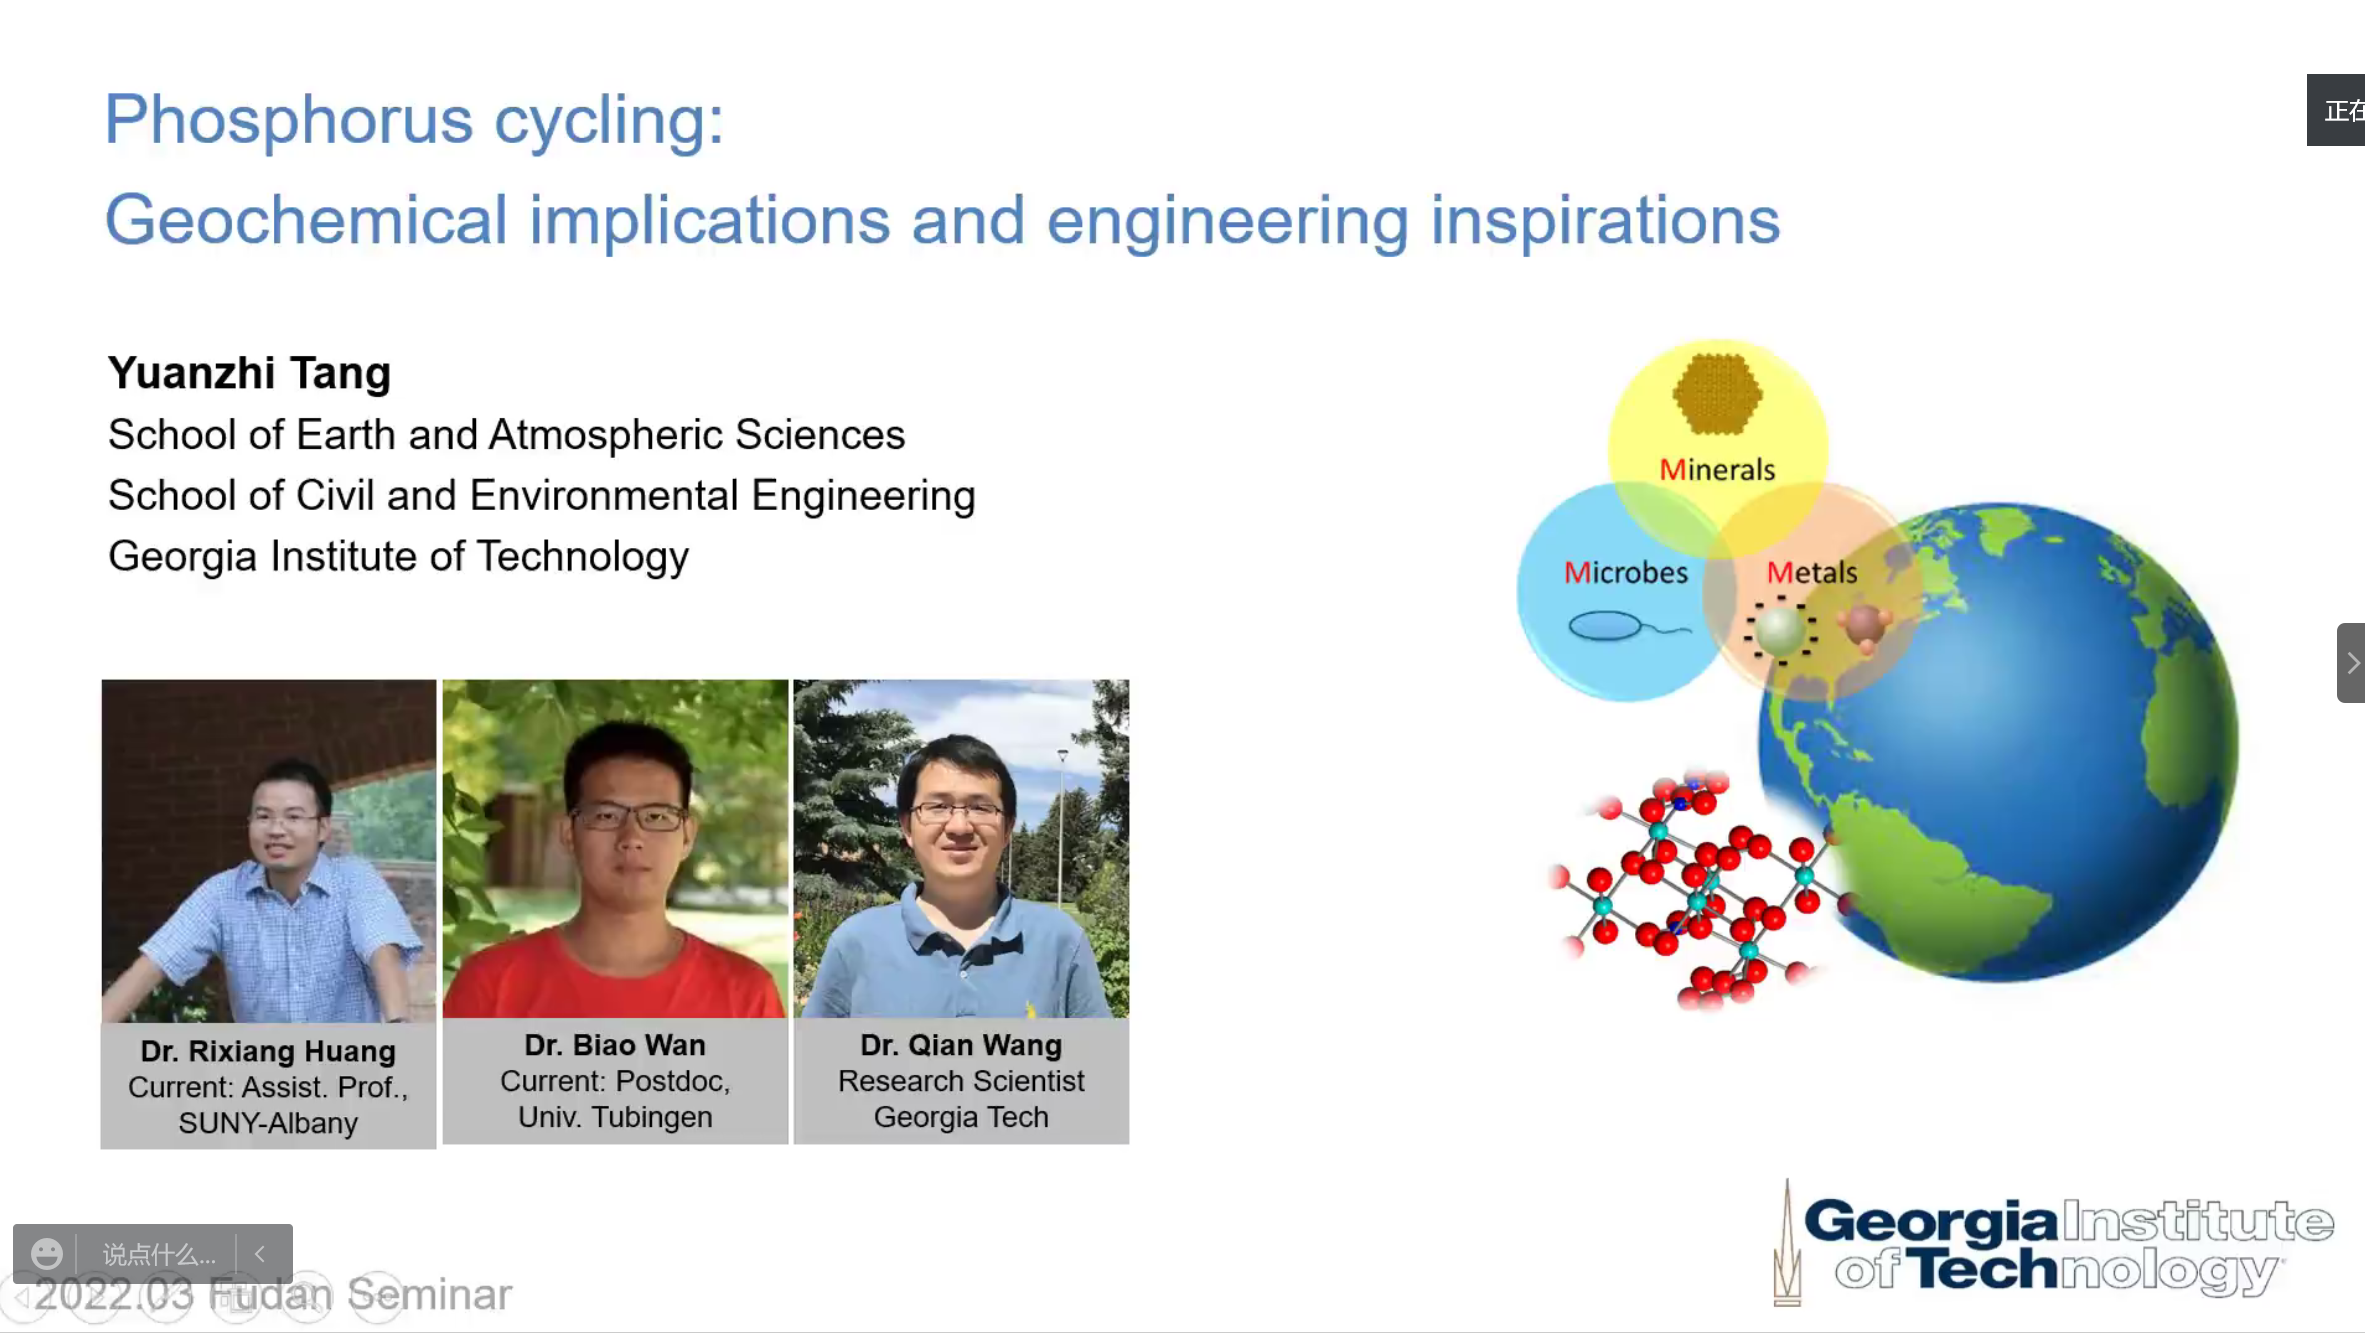 Phosphorus cycling:
Geochemical implications and engineering inspirations
正在
Yuanzhi Tang
School of Earth and Atmospheric Sciences
School of Civil and Environmental Engineering
Georgia Institute of Technology
Minerals
Microbes
Metals
Dr. Rixiang Huang
Current: Assist. Prof.,
SUNY-Albany
Dr. Biao Wan
Current: Postdoc,
Univ. Tubingen
Dr. Qian Wang
Research Scientist
Georgia Tech
说点什么...
2022.03 Fudan Seminar
Georgia Institute
of Technology